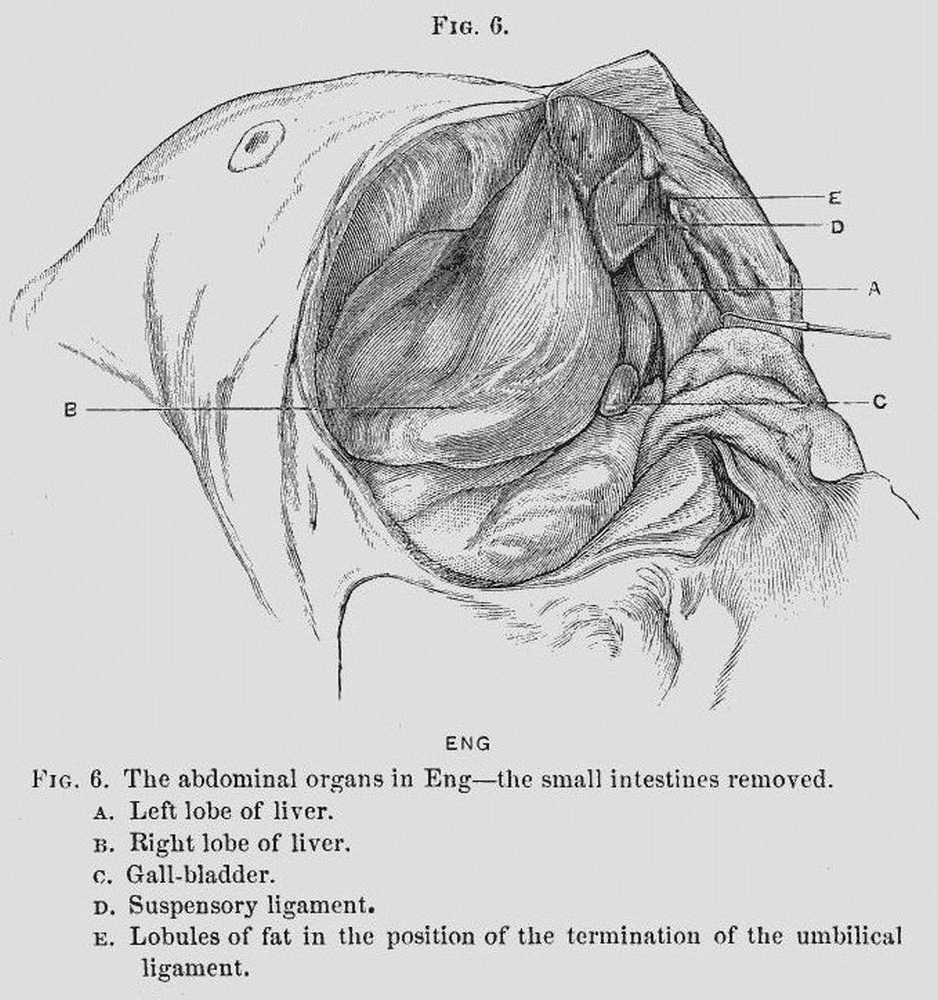 FIG. 6.
E
D
A
B
C
ENG
FIG. 6. The abdominal organs in Eng—the small intestines removed.
A. Left lobe of liver.
B. Right lobe of liver.
C. Gall-bladder.
D. Suspensory ligament.
E. Lobules of fat in the position of the termination of the umbilical
ligament.